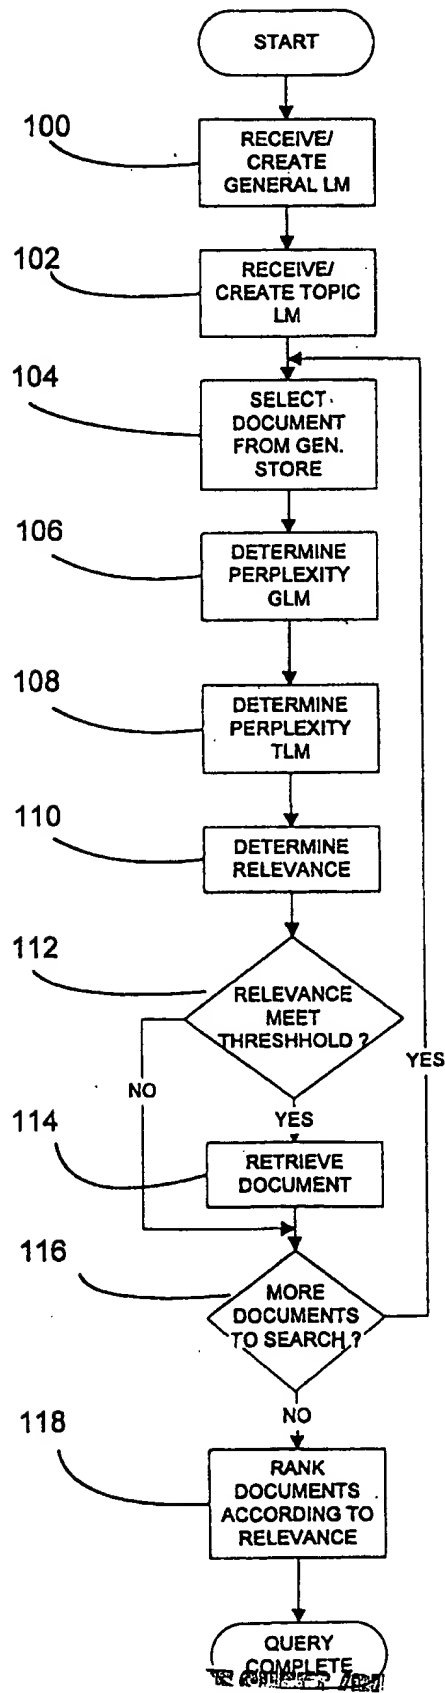 START
100
RECEIVE/
CREATE
GENERAL LM
102
RECEIVE/
CREATE TOPIC
LM
104
SELECT
DOCUMENT
FROM GEN.
STORE
106
DETERMINE
PERPLEXITY
GLM
108
DETERMINE
PERPLEXITY
TLM
110
DETERMINE
RELEVANCE
112
RELEVANCE
MEET
THRESHHOLD ?
YES
NO
YES
114
RETRIEVE
DOCUMENT
116
MORE
DOCUMENTS
TO SEARCH ?
NO
118
RANK
DOCUMENTS
ACCORDING TO
RELEVANCE
QUERY
COMPLETE